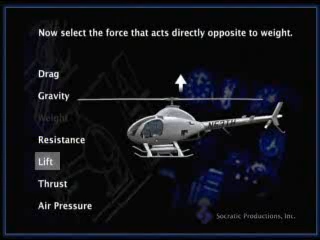 Now select the force that acts directly opposite to weight.
Drag
Gravity
Weight
Resistance
Lift
Thrust
Air Pressure
Socratic Productions, Inc.